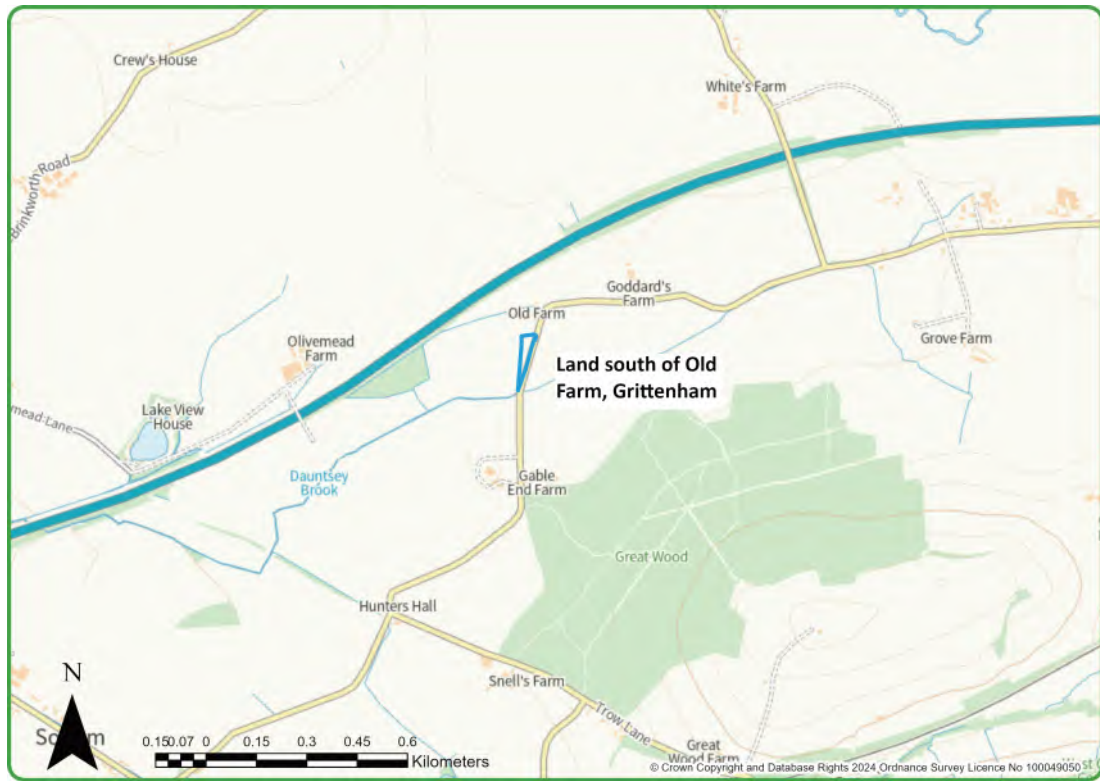 Crew's House
White's Farm
Brinkworth Road
Goddard's
Farm
Old Farm
Olivemead
Farm
Grove Farm
Land south of Old
Farm, Grittenham
Lake View
House
mead Lane
Dauntsey
Brook
Gable
End Farm
Great Wood
Hunters Hall
Snell's Farm
Trow Lane
Great
Wood Farm
N
0.150.07 0 0.15 0.3 0.45 0.6
Kilometers
© Crown Copyright and Database Rights 2024 Ordnance Survey Licence No 100049050